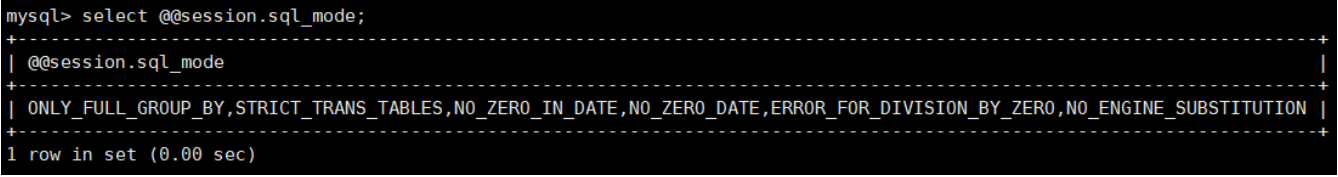 mysql> select @@session.sql_mode;
+-----------------------------------------------------------------------------------------------------------------------+
| @@session.sql_mode                                                                                                    |
+-----------------------------------------------------------------------------------------------------------------------+
| ONLY_FULL_GROUP_BY,STRICT_TRANS_TABLES,NO_ZERO_IN_DATE,NO_ZERO_DATE,ERROR_FOR_DIVISION_BY_ZERO,NO_ENGINE_SUBSTITUTION |
+-----------------------------------------------------------------------------------------------------------------------+
1 row in set (0.00 sec)